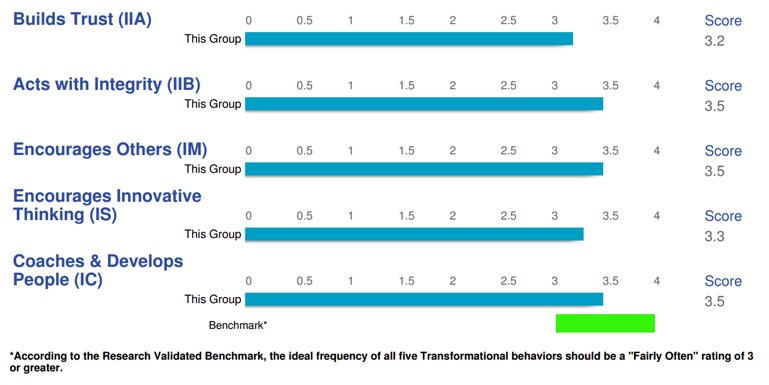 Builds Trust (IIA)
0 0.5 1 1.5 2 2.5 3 3.5 4 Score
This Group 3.2
Acts with Integrity (IIB)
0 0.5 1 1.5 2 2.5 3 3.5 4 Score
This Group 3.5
Encourages Others (IM)
0 0.5 1 1.5 2 2.5 3 3.5 4 Score
This Group 3.5
Encourages Innovative
Thinking (IS)
0 0.5 1 1.5 2 2.5 3 3.5 4 Score
This Group 3.3
Coaches & Develops
People (IC)
0 0.5 1 1.5 2 2.5 3 3.5 4 Score
This Group 3.5
Benchmark*
*According to the Research Validated Benchmark, the ideal frequency of all five Transformational behaviors should be a "Fairly Often" rating of 3
or greater.